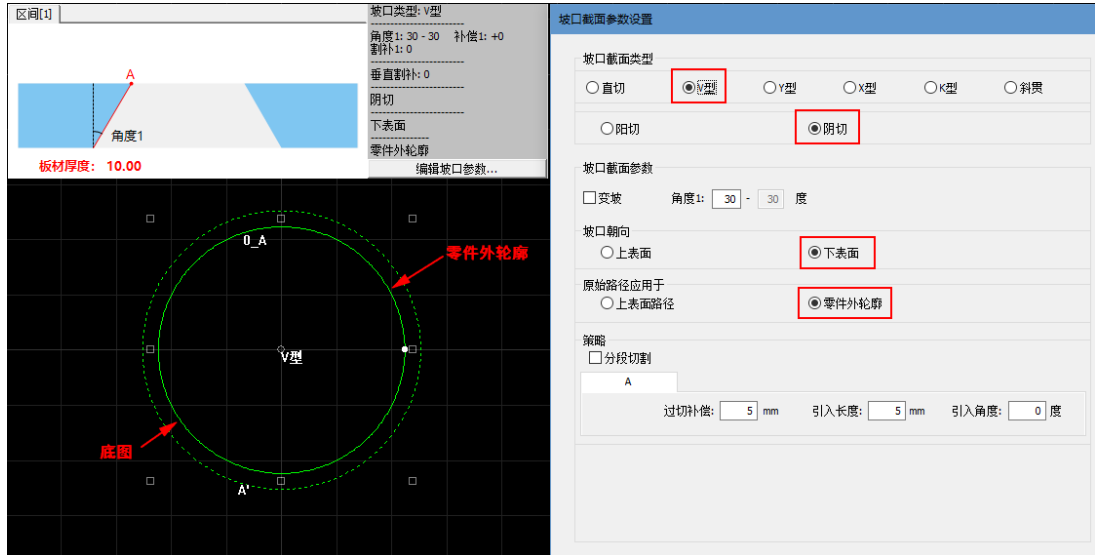 区间[1]
坡口类型: V型
角度1: 30 - 30 补偿1: +0
割补1: 0
垂直割补: 0
阴切
下表面
零件外轮廓
编辑坡口参数...
A
角度1
板材厚度: 10.00
0_A
零件外轮廓
V型
底图
A'
坡口截面参数设置
坡口截面类型
直切 V型 Y型 X型 K型 斜贯
阳切 阴切
坡口截面参数
变坡 角度1: 30 - 30 度
坡口朝向
上表面 下表面
原始路径应用于
上表面路径 零件外轮廓
策略
分段切割
A
过切补偿: 5 mm 引入长度: 5 mm 引入角度: 0 度